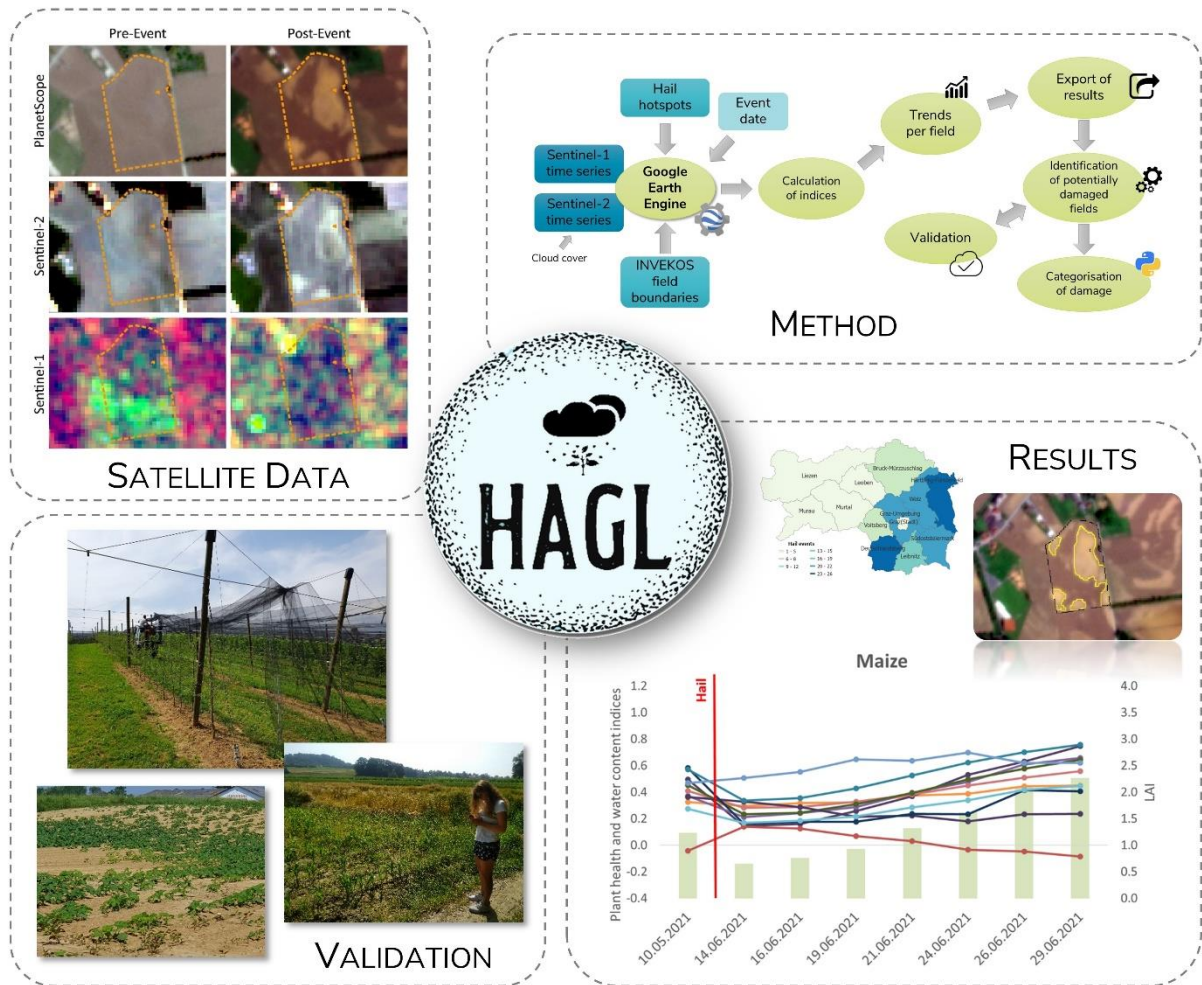 Pre-Event
Post-Event
PlanetScope
Sentinel-2
Sentinel-1
SATELLITE DATA
Hail
hotspots
Event
date
Sentinel-1
time series
Sentinel-2
time series
Cloud cover
Google
Earth
Engine
INVEKOS
field
boundaries
Calculation
of indices
Trends
per field
Export of
results
Identification
of potentially
damaged
fields
Validation
Categorisation
of damage
METHOD
HAGL
RESULTS
Liezen
Bruck-Mürzzuschlag
Leoben
Weiz
Murau
Murtal
Graz-Umgebung
Graz(Stadt)
Voitsberg
Südoststeiermark
Leibnitz
Hail events
1 - 5
6 - 8
9 - 12
13 - 15
16 - 19
20 - 22
23 - 26
Maize
Hail
Plant health and water content indices
1.2
1.0
0.8
0.6
0.4
0.2
0.0
-0.2
-0.4
4.0
3.5
3.0
2.5
2.0
1.5
1.0
0.5
0.0
LAI
10.05.2021
14.06.2021
16.06.2021
19.06.2021
21.06.2021
24.06.2021
26.06.2021
29.06.2021
VALIDATION